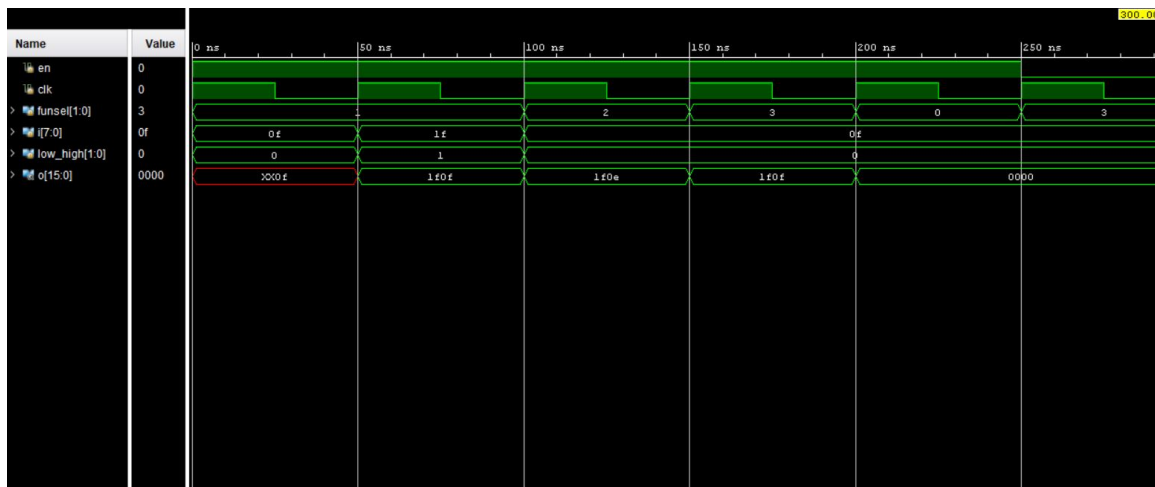 300.00
Name Value 0 ns 50 ns 100 ns 150 ns 200 ns 250 ns
en 0
clk 0
funsel[1:0] 3 1 2 3 0 3
i[7:0] 0f 0f 1f 0f
low_high[1:0] 0 0 1 0
o[15:0] 0000 XX0f 1f0f 1f0e 1f0f 0000